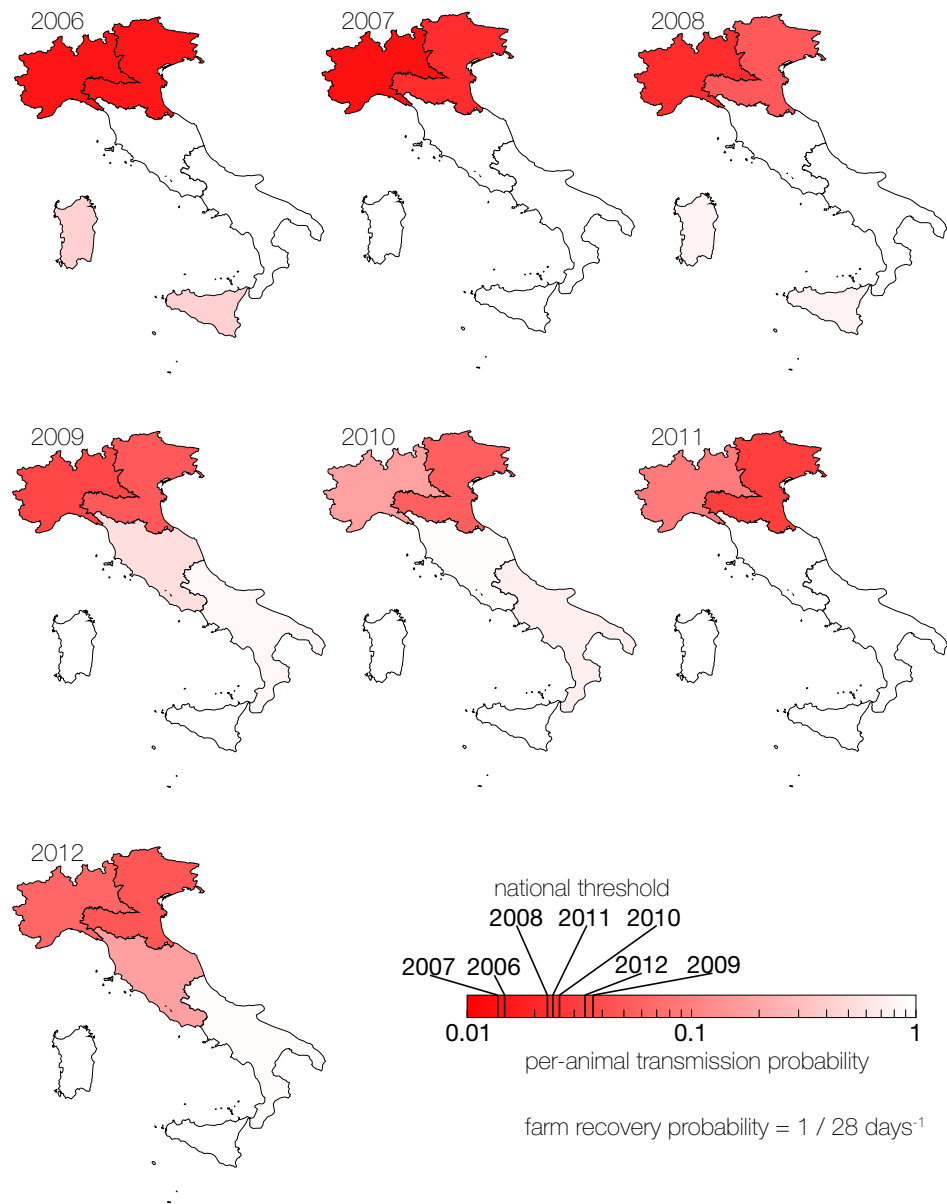 2006
2007
2008
2009
2010
2011
2012
national threshold
2008 2011 2010
2007 2006 2012 2009
0.01 0.1 1
per-animal transmission probability
farm recovery probability = 1 / 28 days⁻¹